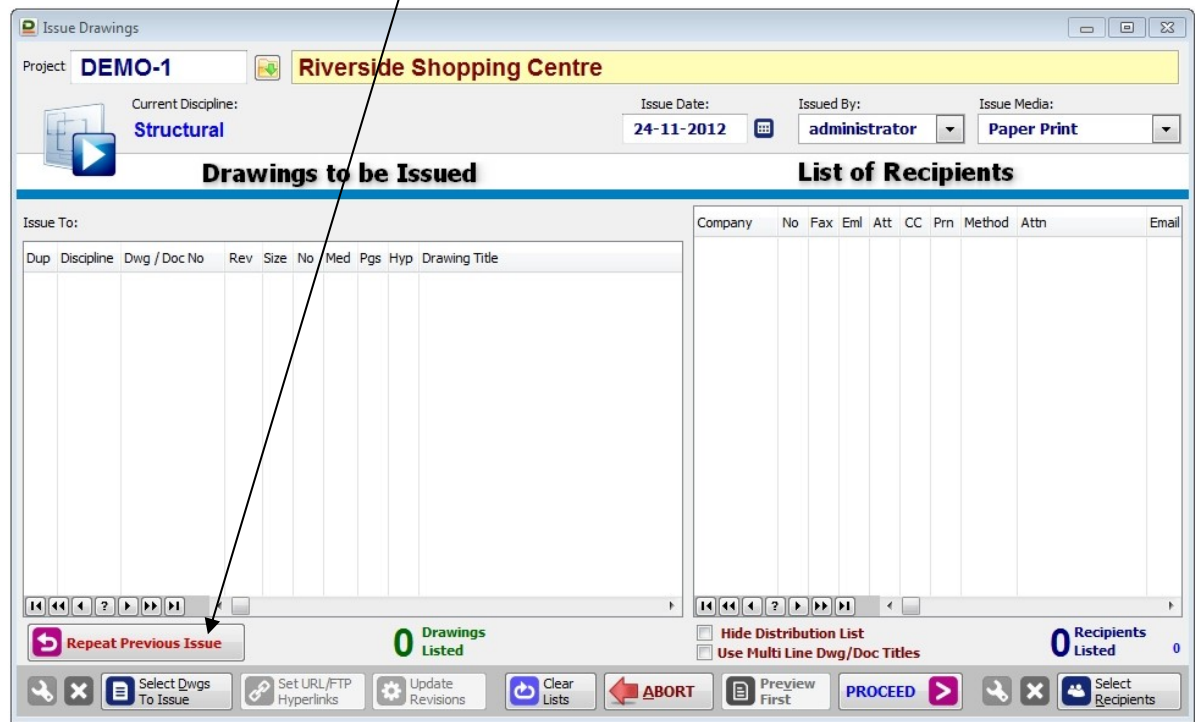 Issue Drawings
Project DEMO-1 Riverside Shopping Centre
Current Discipline:
Structural
Issue Date:
24-11-2012
Issued By:
administrator
Issue Media:
Paper Print
Drawings to be Issued
List of Recipients
Issue To:
Dup Discipline Dwg / Doc No Rev Size No Med Pgs Hyp Drawing Title
Company No Fax Eml Att CC Prn Method Attn Email
?
?
Repeat Previous Issue
0 Drawings
Listed
Hide Distribution List
Use Multi Line Dwg/Doc Titles
0 Recipients
Listed 0
Select Dwgs
To Issue
Set URL/FTP
Hyperlinks
Update
Revisions
Clear
Lists
ABORT
Preview
First
PROCEED
Select
Recipients